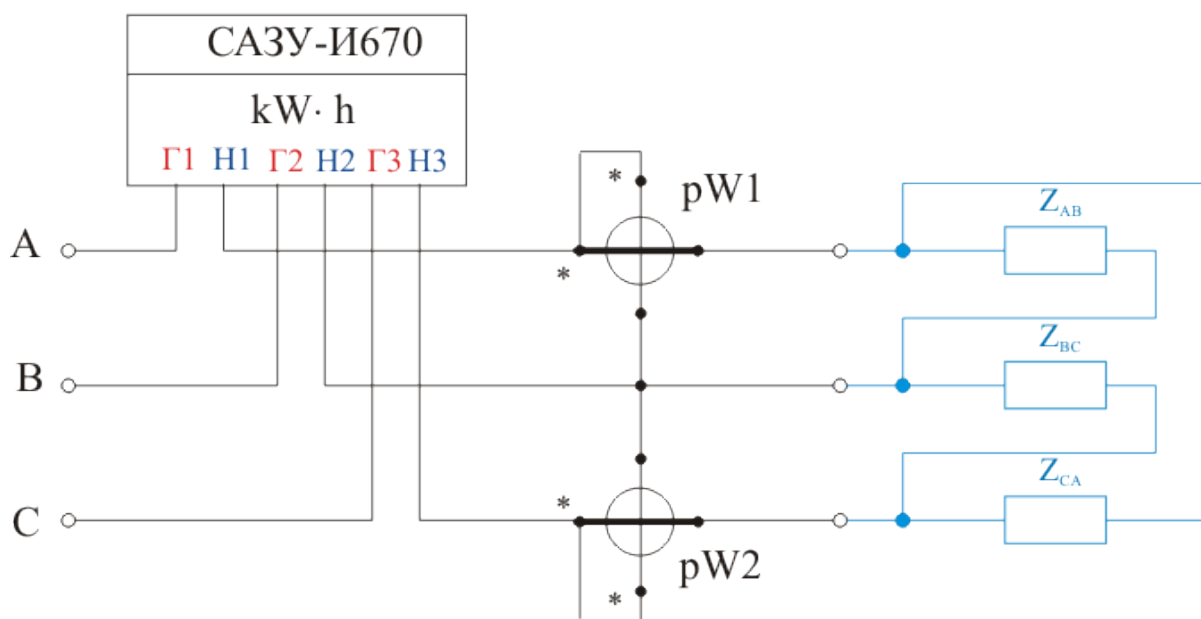 САЗУ-И670
kW· h
Г1 Н1 Г2 Н2 Г3 Н3
* pW1
A
*
Z_AB
B
Z_BC
C
*
Z_CA
pW2
*